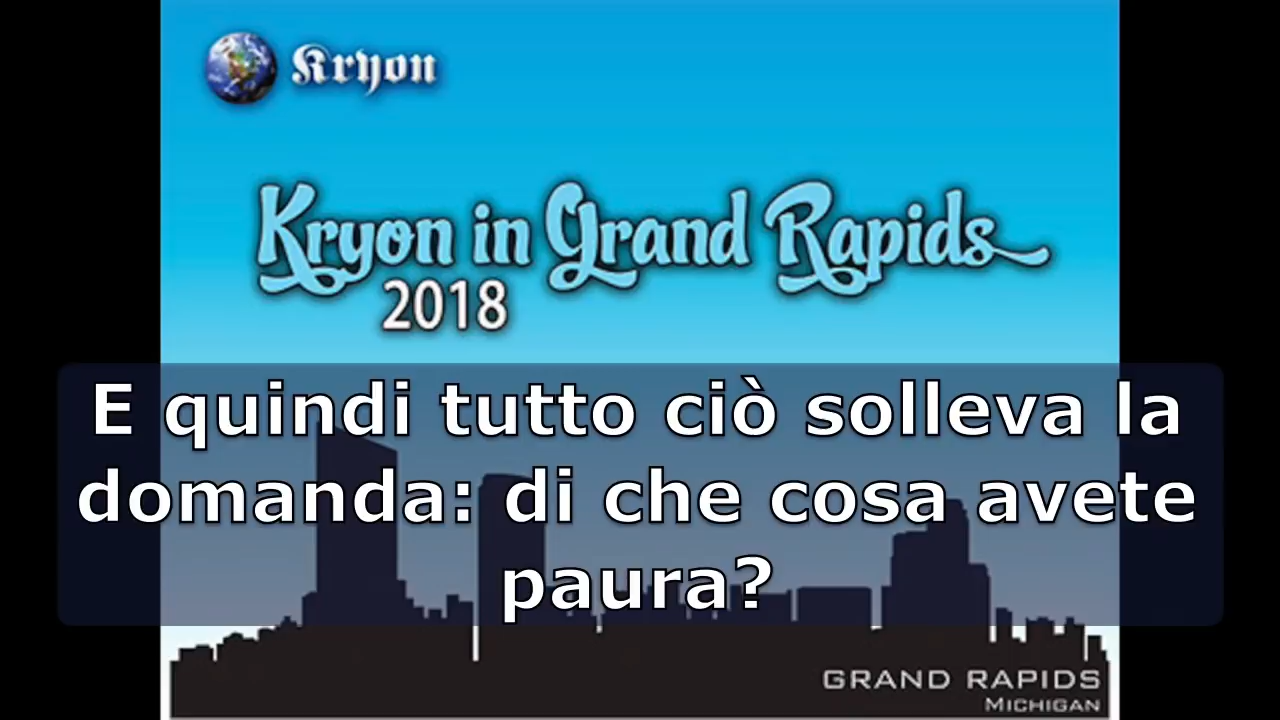 Kryon
Kryon in Grand Rapids
2018
E quindi tutto ciò solleva la
domanda: di che cosa avete
paura?
GRAND RAPIDS
MICHIGAN